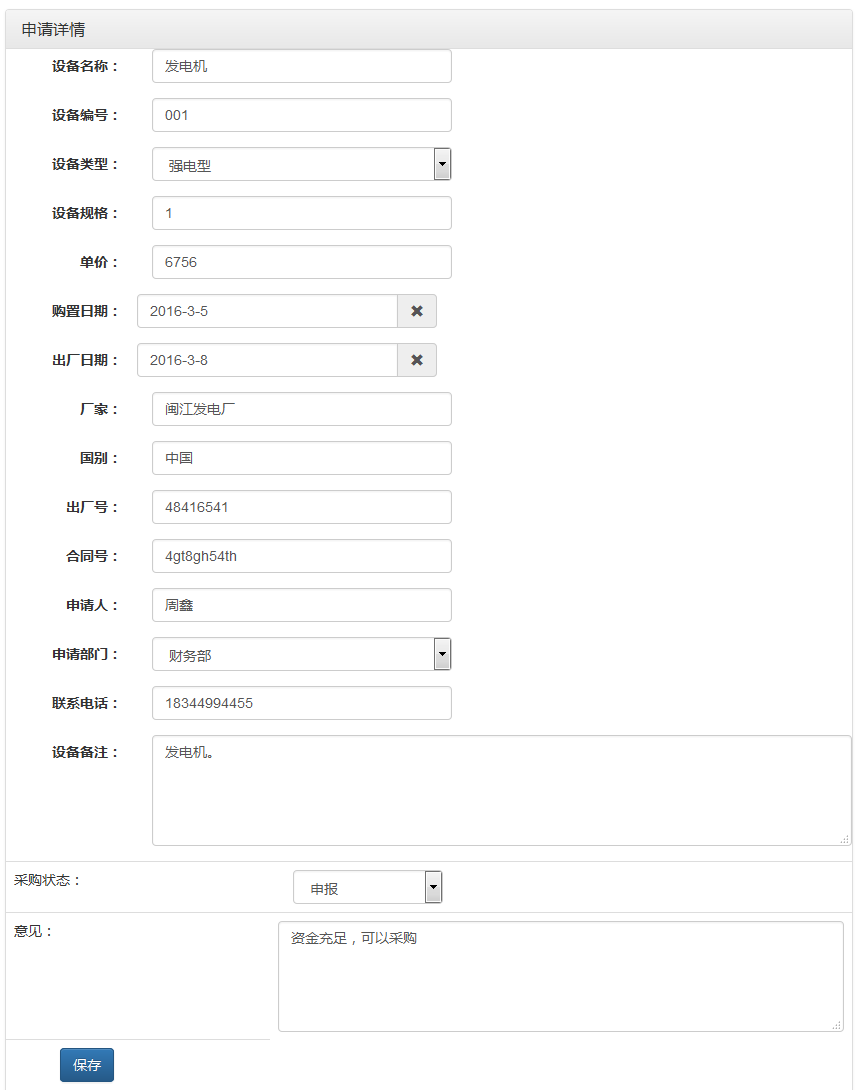 申请详情
设备名称： 发电机
设备编号： 001
设备类型： 强电型
设备规格： 1
单价： 6756
购置日期： 2016-3-5
出厂日期： 2016-3-8
厂家： 闽江发电厂
国别： 中国
出厂号： 48416541
合同号： 4gt8gh54th
申请人： 周鑫
申请部门： 财务部
联系电话： 18344994455
设备备注： 发电机。
采购状态： 申报
意见： 资金充足，可以采购
保存